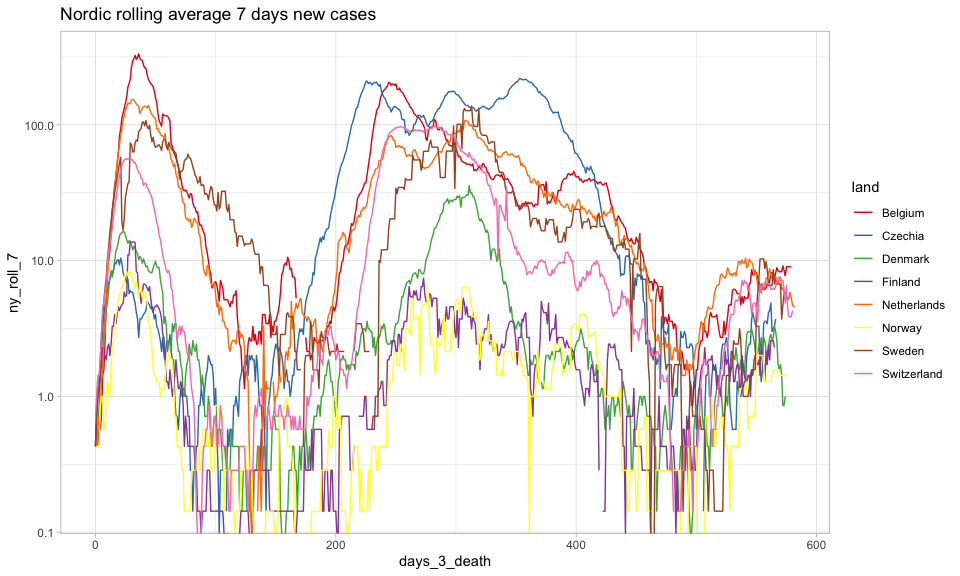 Nordic rolling average 7 days new cases
ny_roll_7
100.0
10.0
1.0
0.1
0 200 400 600
days_3_death
land
Belgium
Czechia
Denmark
Finland
Netherlands
Norway
Sweden
Switzerland